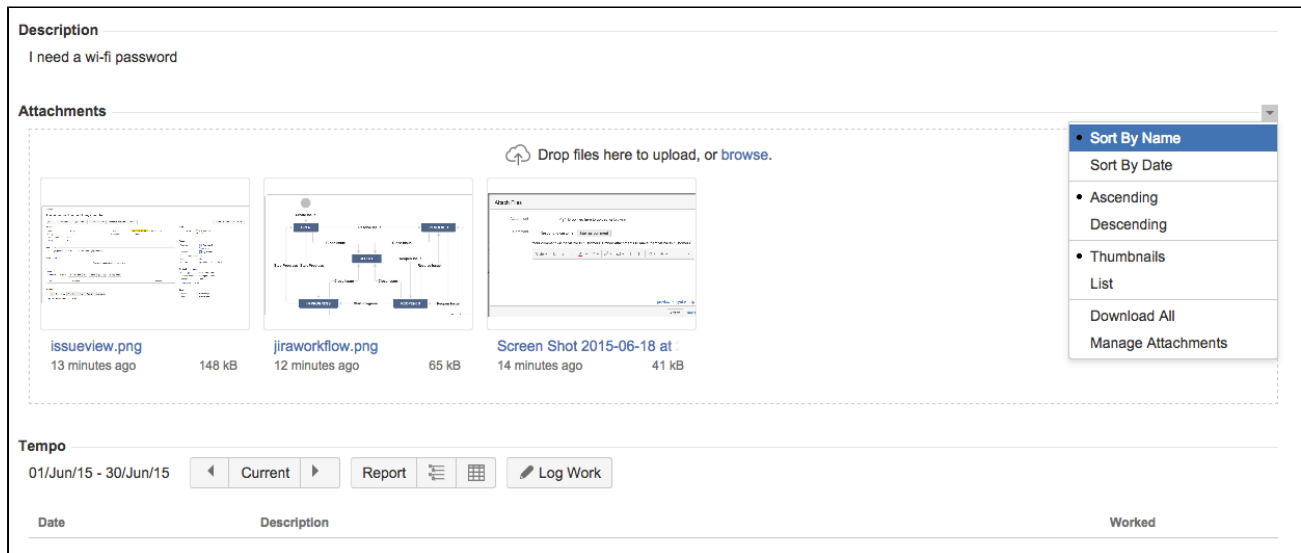 Description
I need a wi-fi password
Attachments
Drop files here to upload, or browse.
Sort By Name
Sort By Date
Ascending
Descending
Thumbnails
List
Download All
Manage Attachments
Attach Files
issueview.png
13 minutes ago 148 kB
jiraworkflow.png
12 minutes ago 65 kB
Screen Shot 2015-06-18 at
14 minutes ago 41 kB
Tempo
01/Jun/15 - 30/Jun/15 Current Report Log Work
Date Description Worked